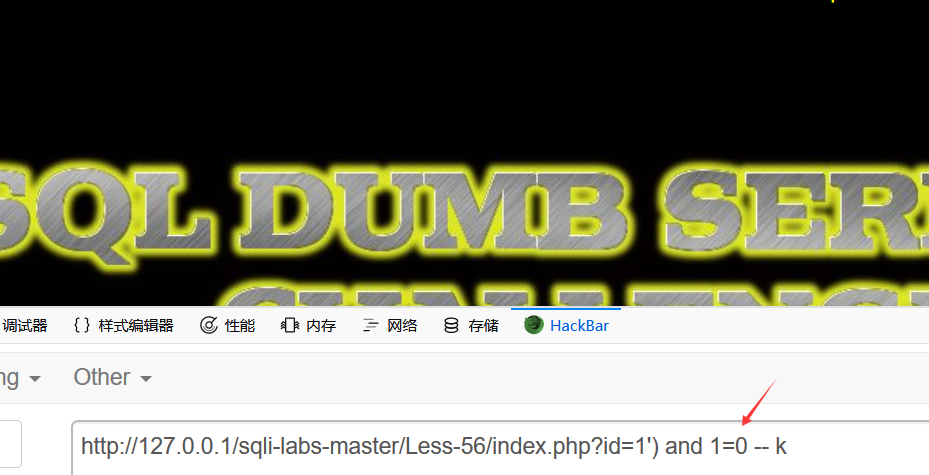 SQL DUMB SER
CHALLENG
调试器 {} 样式编辑器 性能 内存 网络 存储 HackBar
ng Other
http://127.0.0.1/sqli-labs-master/Less-56/index.php?id=1') and 1=0 -- k